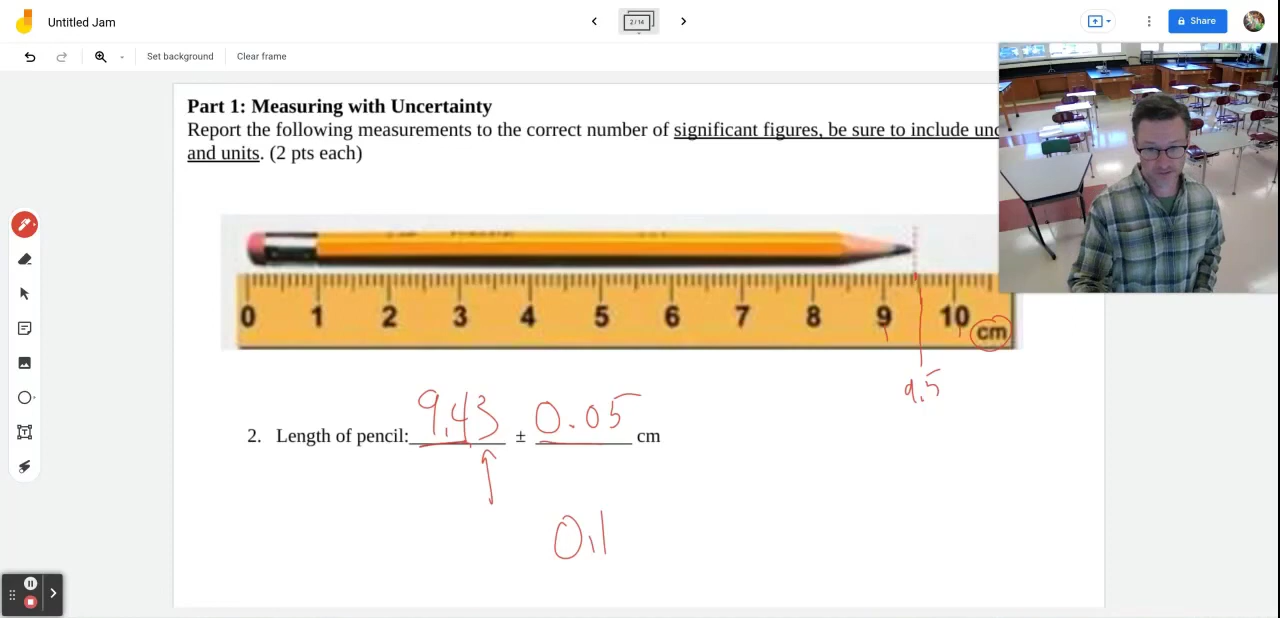 Untitled Jam
2 / 14
Share
Set background
Clear frame
Part 1: Measuring with Uncertainty
Report the following measurements to the correct number of significant figures, be sure to include
and units. (2 pts each)
0 1 2 3 4 5 6 7 8 9 10 cm
9.5
9.43 0.05
2. Length of pencil: ± cm
0.1